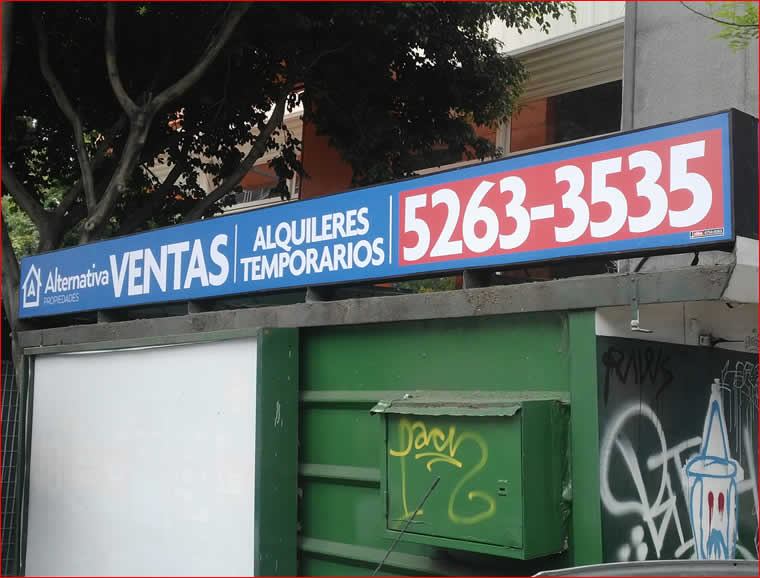 Alternativa
PROPIEDADES
VENTAS
ALQUILERES
TEMPORARIOS
5263-3535